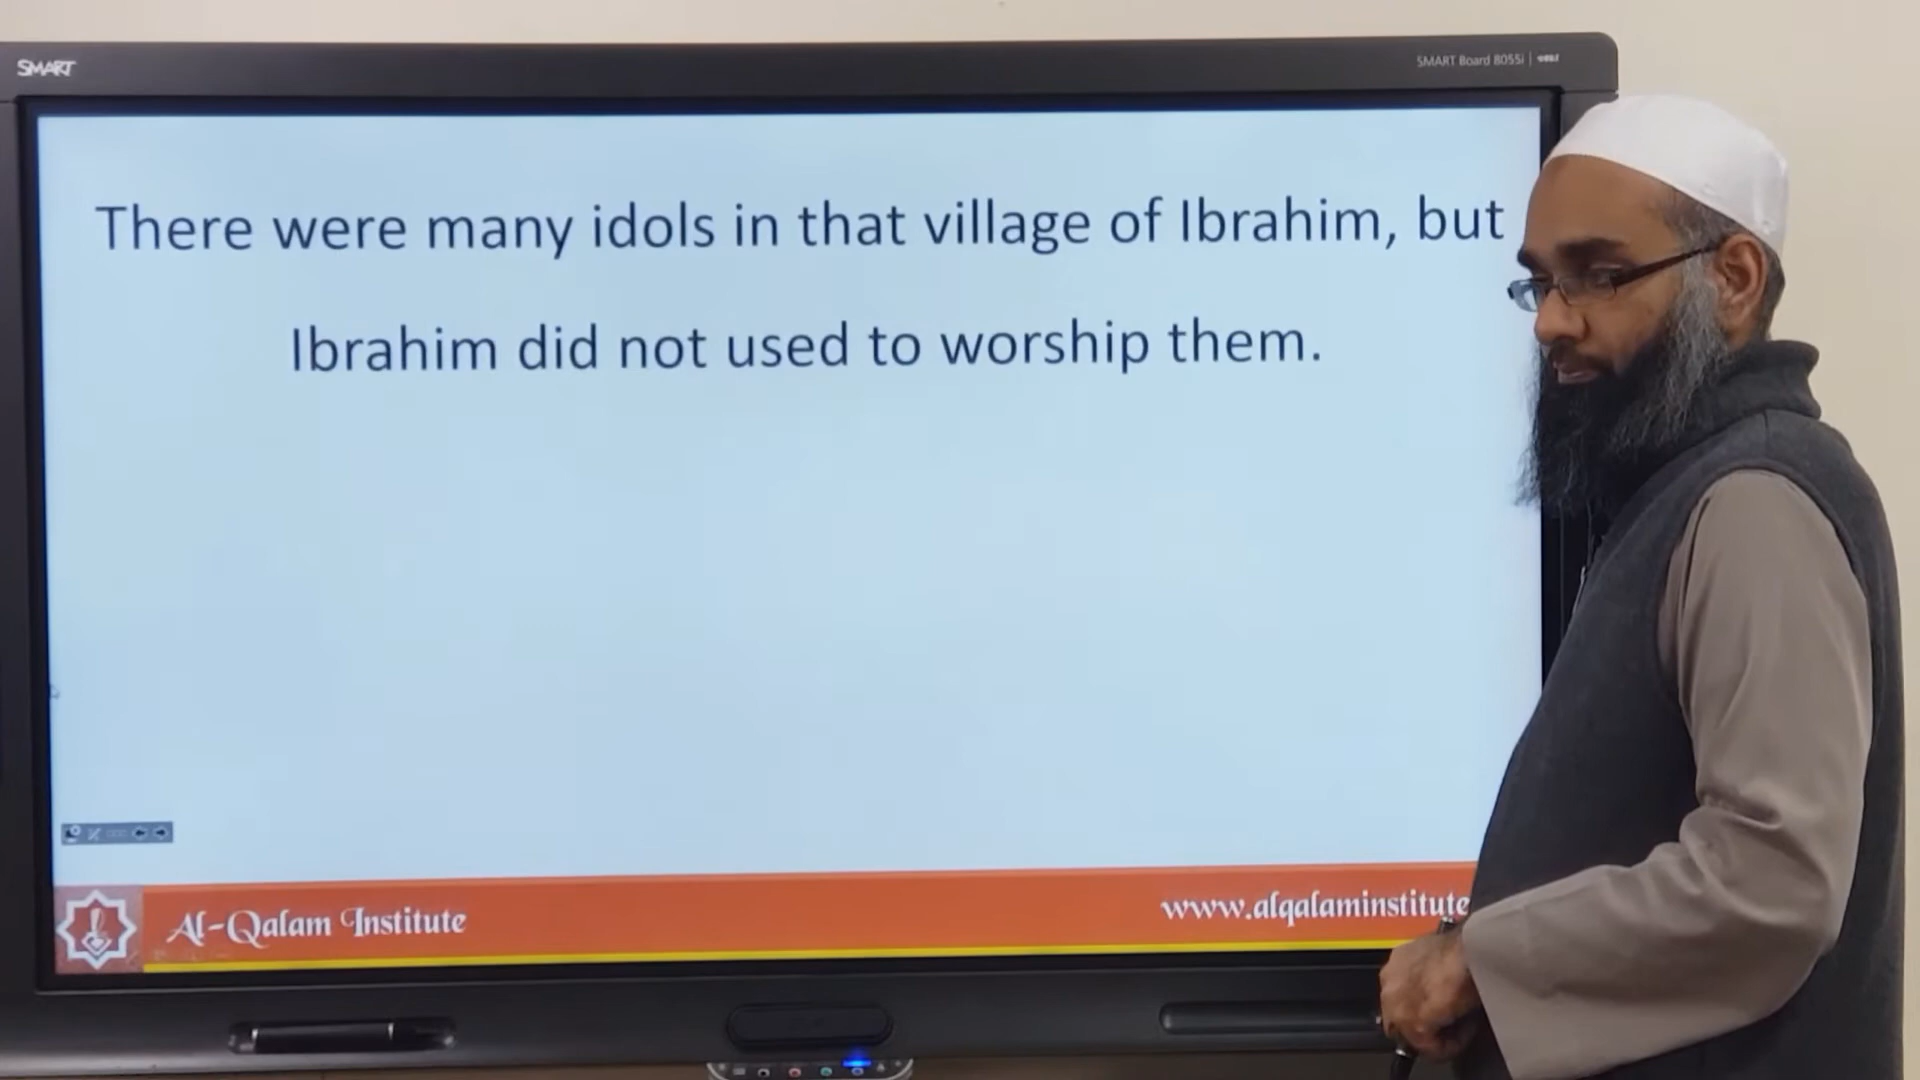 SMART
SMART Board 8055i
There were many idols in that village of Ibrahim, but
Ibrahim did not used to worship them.
Al-Qalam Institute
www.alqalaminstitute